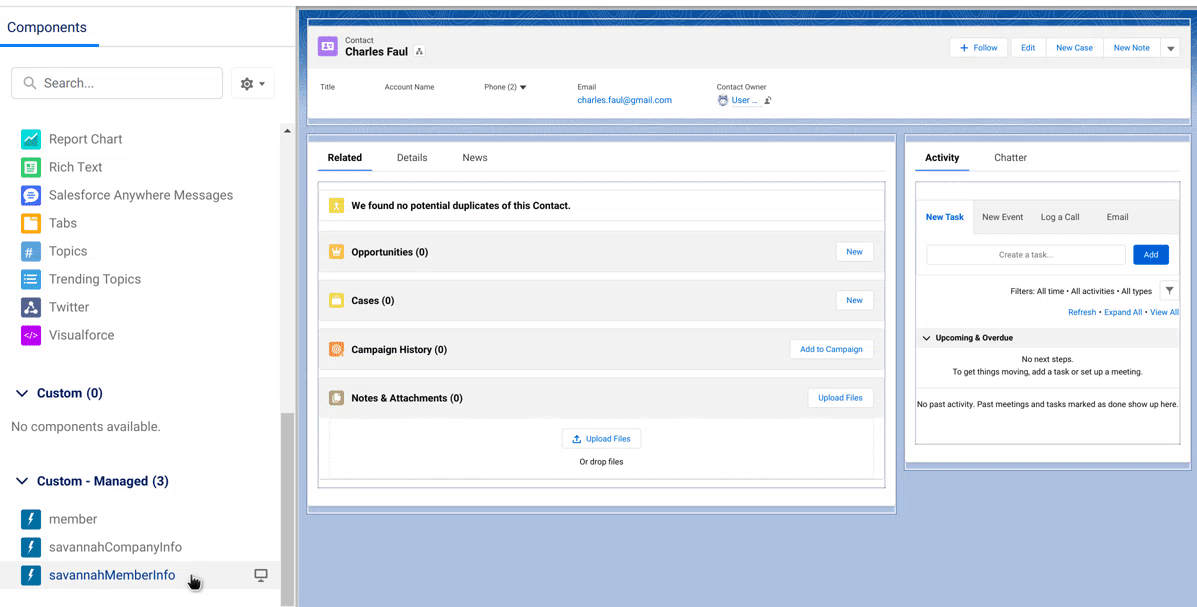 Components
Search...
Report Chart
Rich Text
Salesforce Anywhere Messages
Tabs
# Topics
Trending Topics
Twitter
</> Visualforce
Custom (0)
No components available.
Custom - Managed (3)
member
savannahCompanyInfo
savannahMemberInfo
Contact
Charles Faul
+ Follow Edit New Case New Note
Title Account Name Phone (2) Email Contact Owner
charles.faul@gmail.com User ...
Related Details News
We found no potential duplicates of this Contact.
Opportunities (0) New
Cases (0) New
Campaign History (0) Add to Campaign
Notes & Attachments (0) Upload Files
Upload Files
Or drop files
Activity Chatter
New Task New Event Log a Call Email
Create a task... Add
Filters: All time • All activities • All types
Refresh • Expand All • View All
Upcoming & Overdue
No next steps.
To get things moving, add a task or set up a meeting.
No past activity. Past meetings and tasks marked as done show up here.